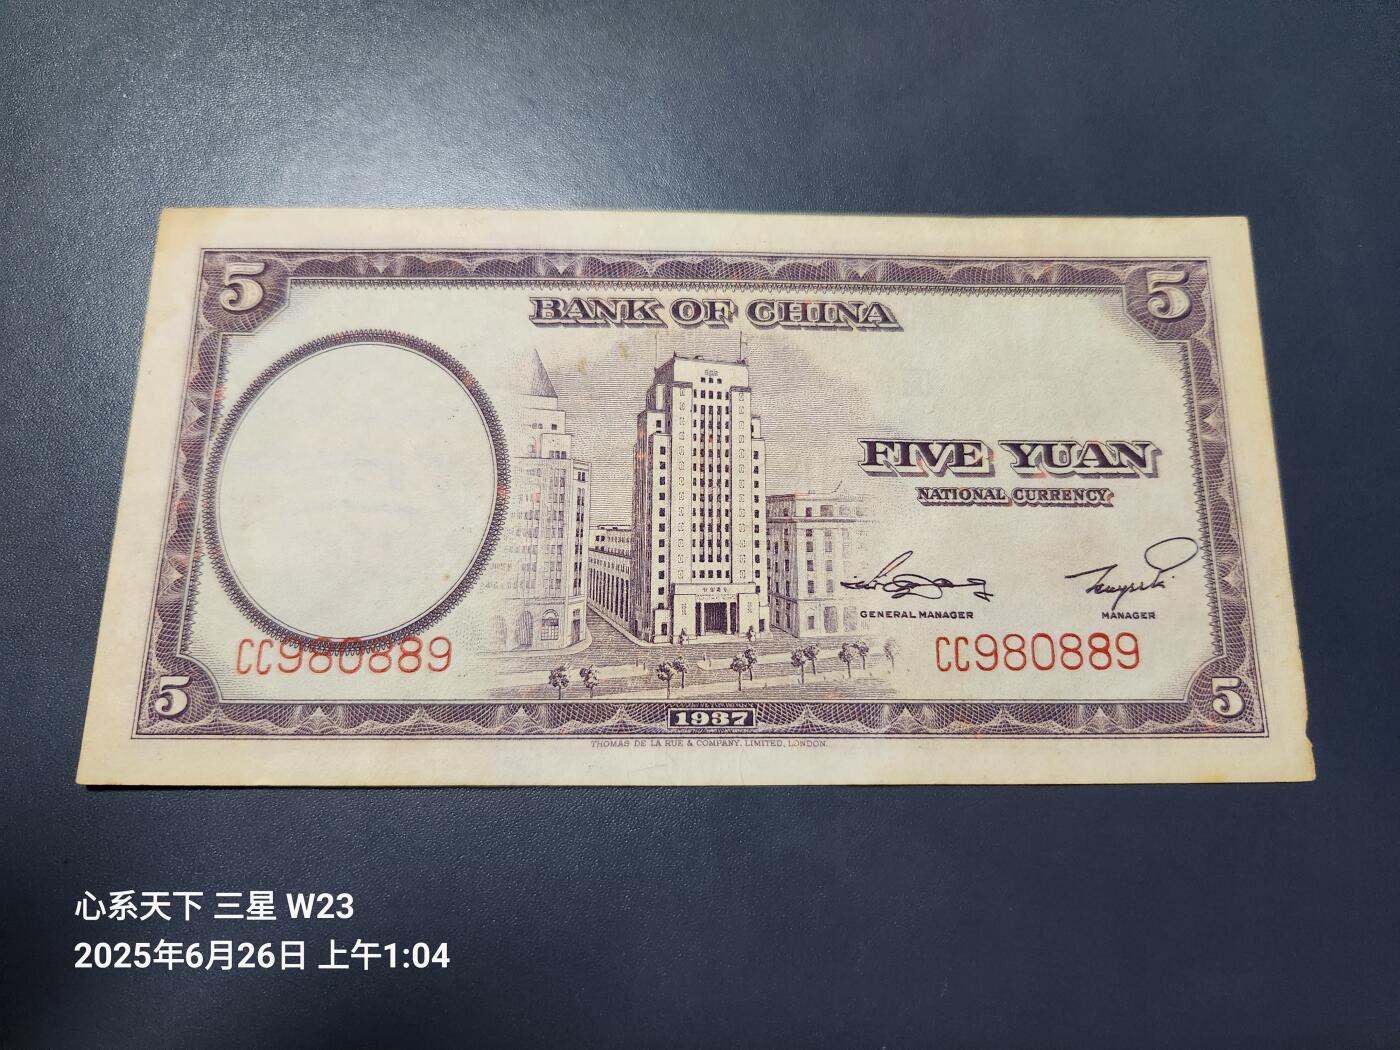 5 5
BANK OF CHINA
FIVE YUAN
NATIONAL CURRENCY
GENERAL MANAGER MANAGER
CC980889 CC980889
5 1937 5
THOMAS DE LA RUE & COMPANY, LIMITED, LONDON.
心系天下 三星 W23
2025年6月26日 上午1:04